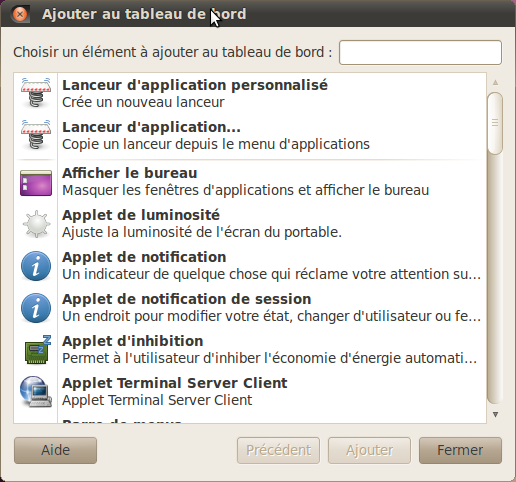 Ajouter au tableau de bord
Choisir un élément à ajouter au tableau de bord :
Lanceur d'application personnalisé
Crée un nouveau lanceur
Lanceur d'application...
Copie un lanceur depuis le menu d'applications
Afficher le bureau
Masquer les fenêtres d'applications et afficher le bureau
Applet de luminosité
Ajuste la luminosité de l'écran du portable.
Applet de notification
Un indicateur de quelque chose qui réclame votre attention su...
Applet de notification de session
Un endroit pour modifier votre état, changer d'utilisateur ou fe...
Applet d'inhibition
Permet à l'utilisateur d'inhiber l'économie d'énergie automati...
Applet Terminal Server Client
Applet Terminal Server Client
Barre de menus
Aide
Précédent
Ajouter
Fermer